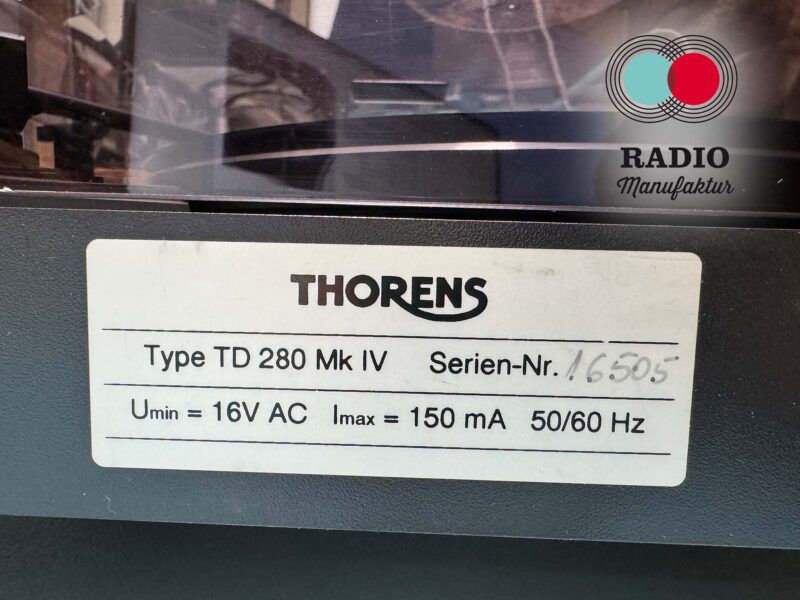 RADIO
Manufaktur
THORENS
Type TD 280 Mk IV Serien-Nr. 16505
Umin = 16V AC Imax = 150 mA 50/60 Hz